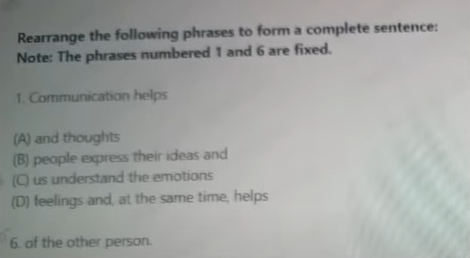 Rearrange the following phrases to form a complete sentence:
Note: The phrases numbered 1 and 6 are fixed.
1. Communication helps
(A) and thoughts
(B) people express their ideas and
(C) us understand the emotions
(D) feelings and, at the same time, helps
6. of the other person.